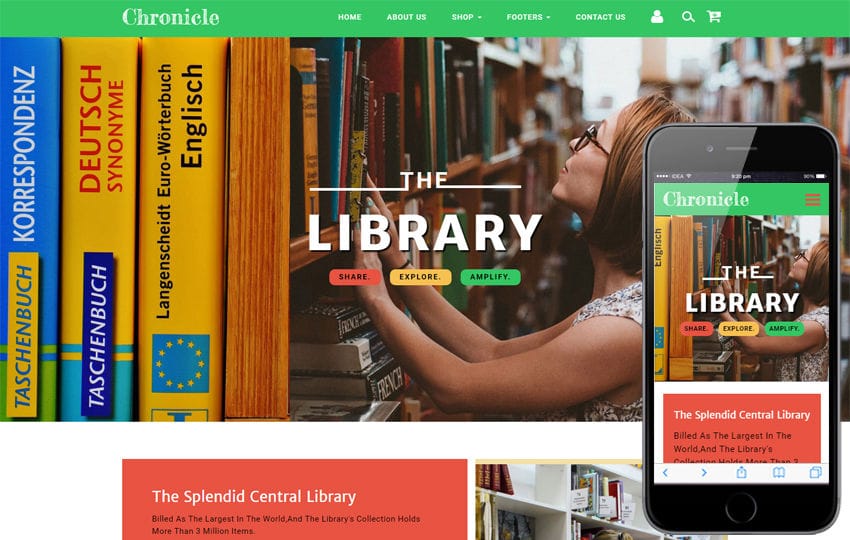 Chronicle
HOME
ABOUT US
SHOP
FOOTERS
CONTACT US
KORRESPONDENZ
TASCHENBUCH
DEUTSCH
SYNONYME
TASCHENBUCH
Langenscheidt Euro-Wörterbuch
Englisch
THE
LIBRARY
SHARE.
EXPLORE.
AMPLIFY.
FRENCH
FRENCH
The Splendid Central Library
Billed As The Largest In The World,And The Library's Collection Holds
More Than 3 Million Items.
IDEA
9:20 pm
90%
Chronicle
Englisch
THE
LIBRARY
SHARE.
EXPLORE.
AMPLIFY.
The Splendid Central Library
Billed As The Largest In The
World,And The Library's
Collection Holds More Than 3